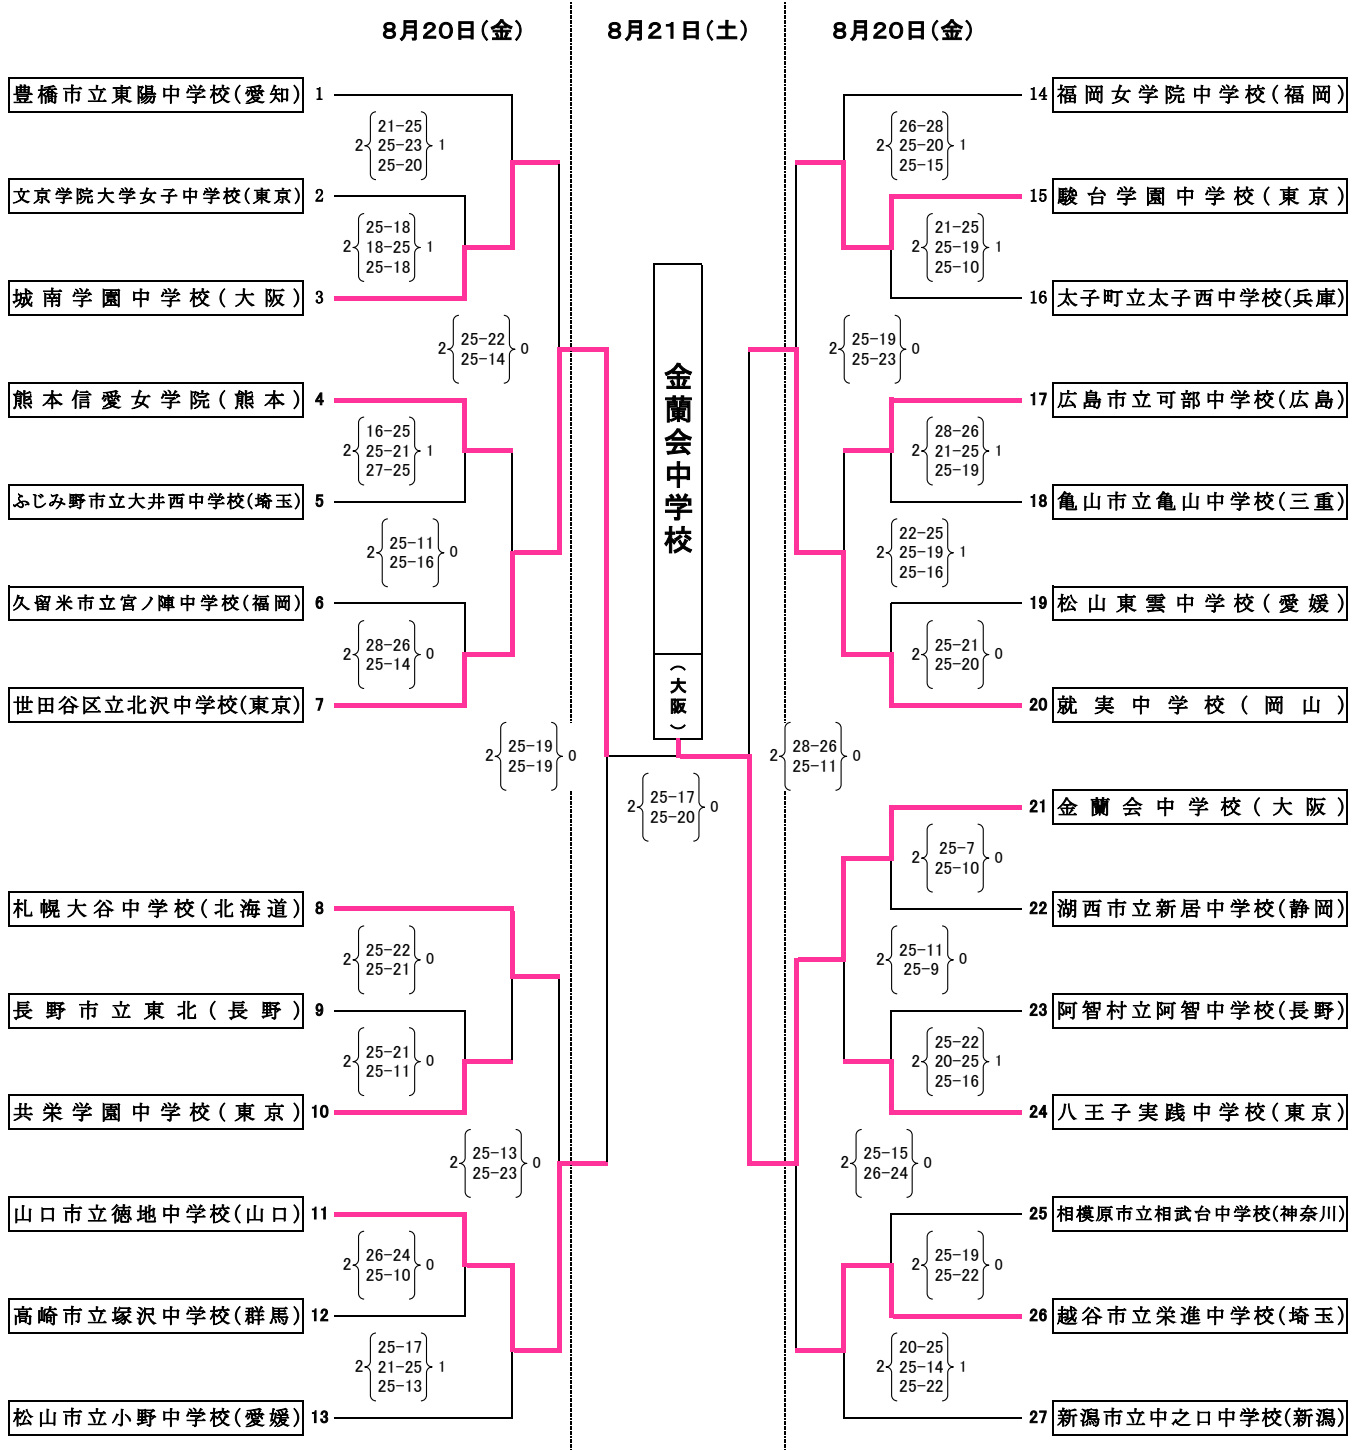 8月20日(金)
8月21日(土)
8月20日(金)
豊橋市立東陽中学校(愛知) 1
2 21-25 1
25-23
25-20
文京学院大学女子中学校(東京) 2
2 25-18 1
18-25
25-18
城南学園中学校(大阪) 3
2 25-22 0
25-14
熊本信愛女学院(熊本) 4
2 16-25 1
25-21
27-25
ふじみ野市立大井西中学校(埼玉) 5
2 25-11 0
25-16
久留米市立宮ノ陣中学校(福岡) 6
2 28-26 0
25-14
世田谷区立北沢中学校(東京) 7
2 25-19 0
25-19
札幌大谷中学校(北海道) 8
2 25-22 0
25-21
長野市立東北(長野) 9
2 25-21 0
25-11
共栄学園中学校(東京) 10
2 25-13 0
25-23
山口市立徳地中学校(山口) 11
2 26-24 0
25-10
高崎市立塚沢中学校(群馬) 12
2 25-17 1
21-25
25-13
松山市立小野中学校(愛媛) 13
金蘭会中学校
(大阪)
2 25-17 0
25-20
14 福岡女学院中学校(福岡)
2 26-28 1
25-20
25-15
15 駿台学園中学校(東京)
2 21-25 1
25-19
25-10
16 太子町立太子西中学校(兵庫)
2 25-19 0
25-23
17 広島市立可部中学校(広島)
2 28-26 1
21-25
25-19
18 亀山市立亀山中学校(三重)
2 22-25 1
25-19
25-16
19 松山東雲中学校(愛媛)
2 25-21 0
25-20
20 就実中学校(岡山)
2 28-26 0
25-11
21 金蘭会中学校(大阪)
2 25-7 0
25-10
22 湖西市立新居中学校(静岡)
2 25-11 0
25-9
23 阿智村立阿智中学校(長野)
2 25-22 1
20-25
25-16
24 八王子実践中学校(東京)
2 25-15 0
26-24
25 相模原市立相武台中学校(神奈川)
2 25-19 0
25-22
26 越谷市立栄進中学校(埼玉)
2 20-25 1
25-14
25-22
27 新潟市立中之口中学校(新潟)